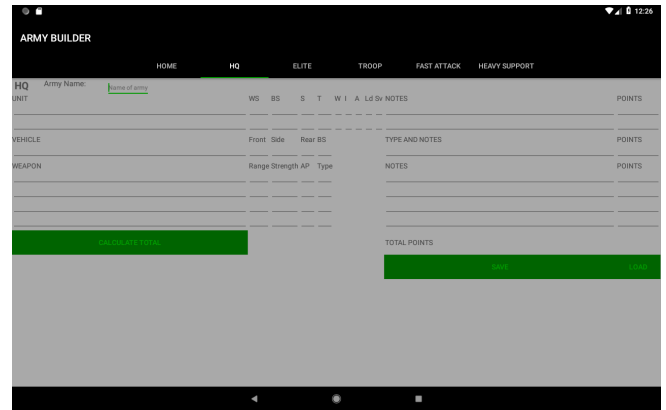 12:26
ARMY BUILDER
HOME HQ ELITE TROOP FAST ATTACK HEAVY SUPPORT
HQ Army Name: Name of army
UNIT WS BS S T W I A Ld Sv NOTES POINTS
VEHICLE Front Side Rear BS TYPE AND NOTES POINTS
WEAPON Range Strength AP Type NOTES POINTS
CALCULATE TOTAL TOTAL POINTS
SAVE LOAD